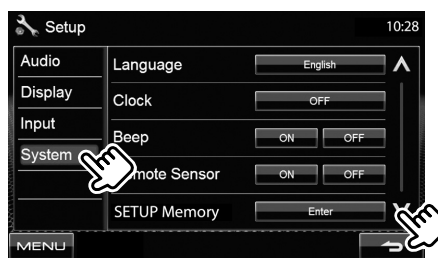 Setup 10:28
Audio
Display
Input
System
Language English
Clock OFF
Beep ON OFF
mote Sensor ON OFF
SETUP Memory Enter
MENU